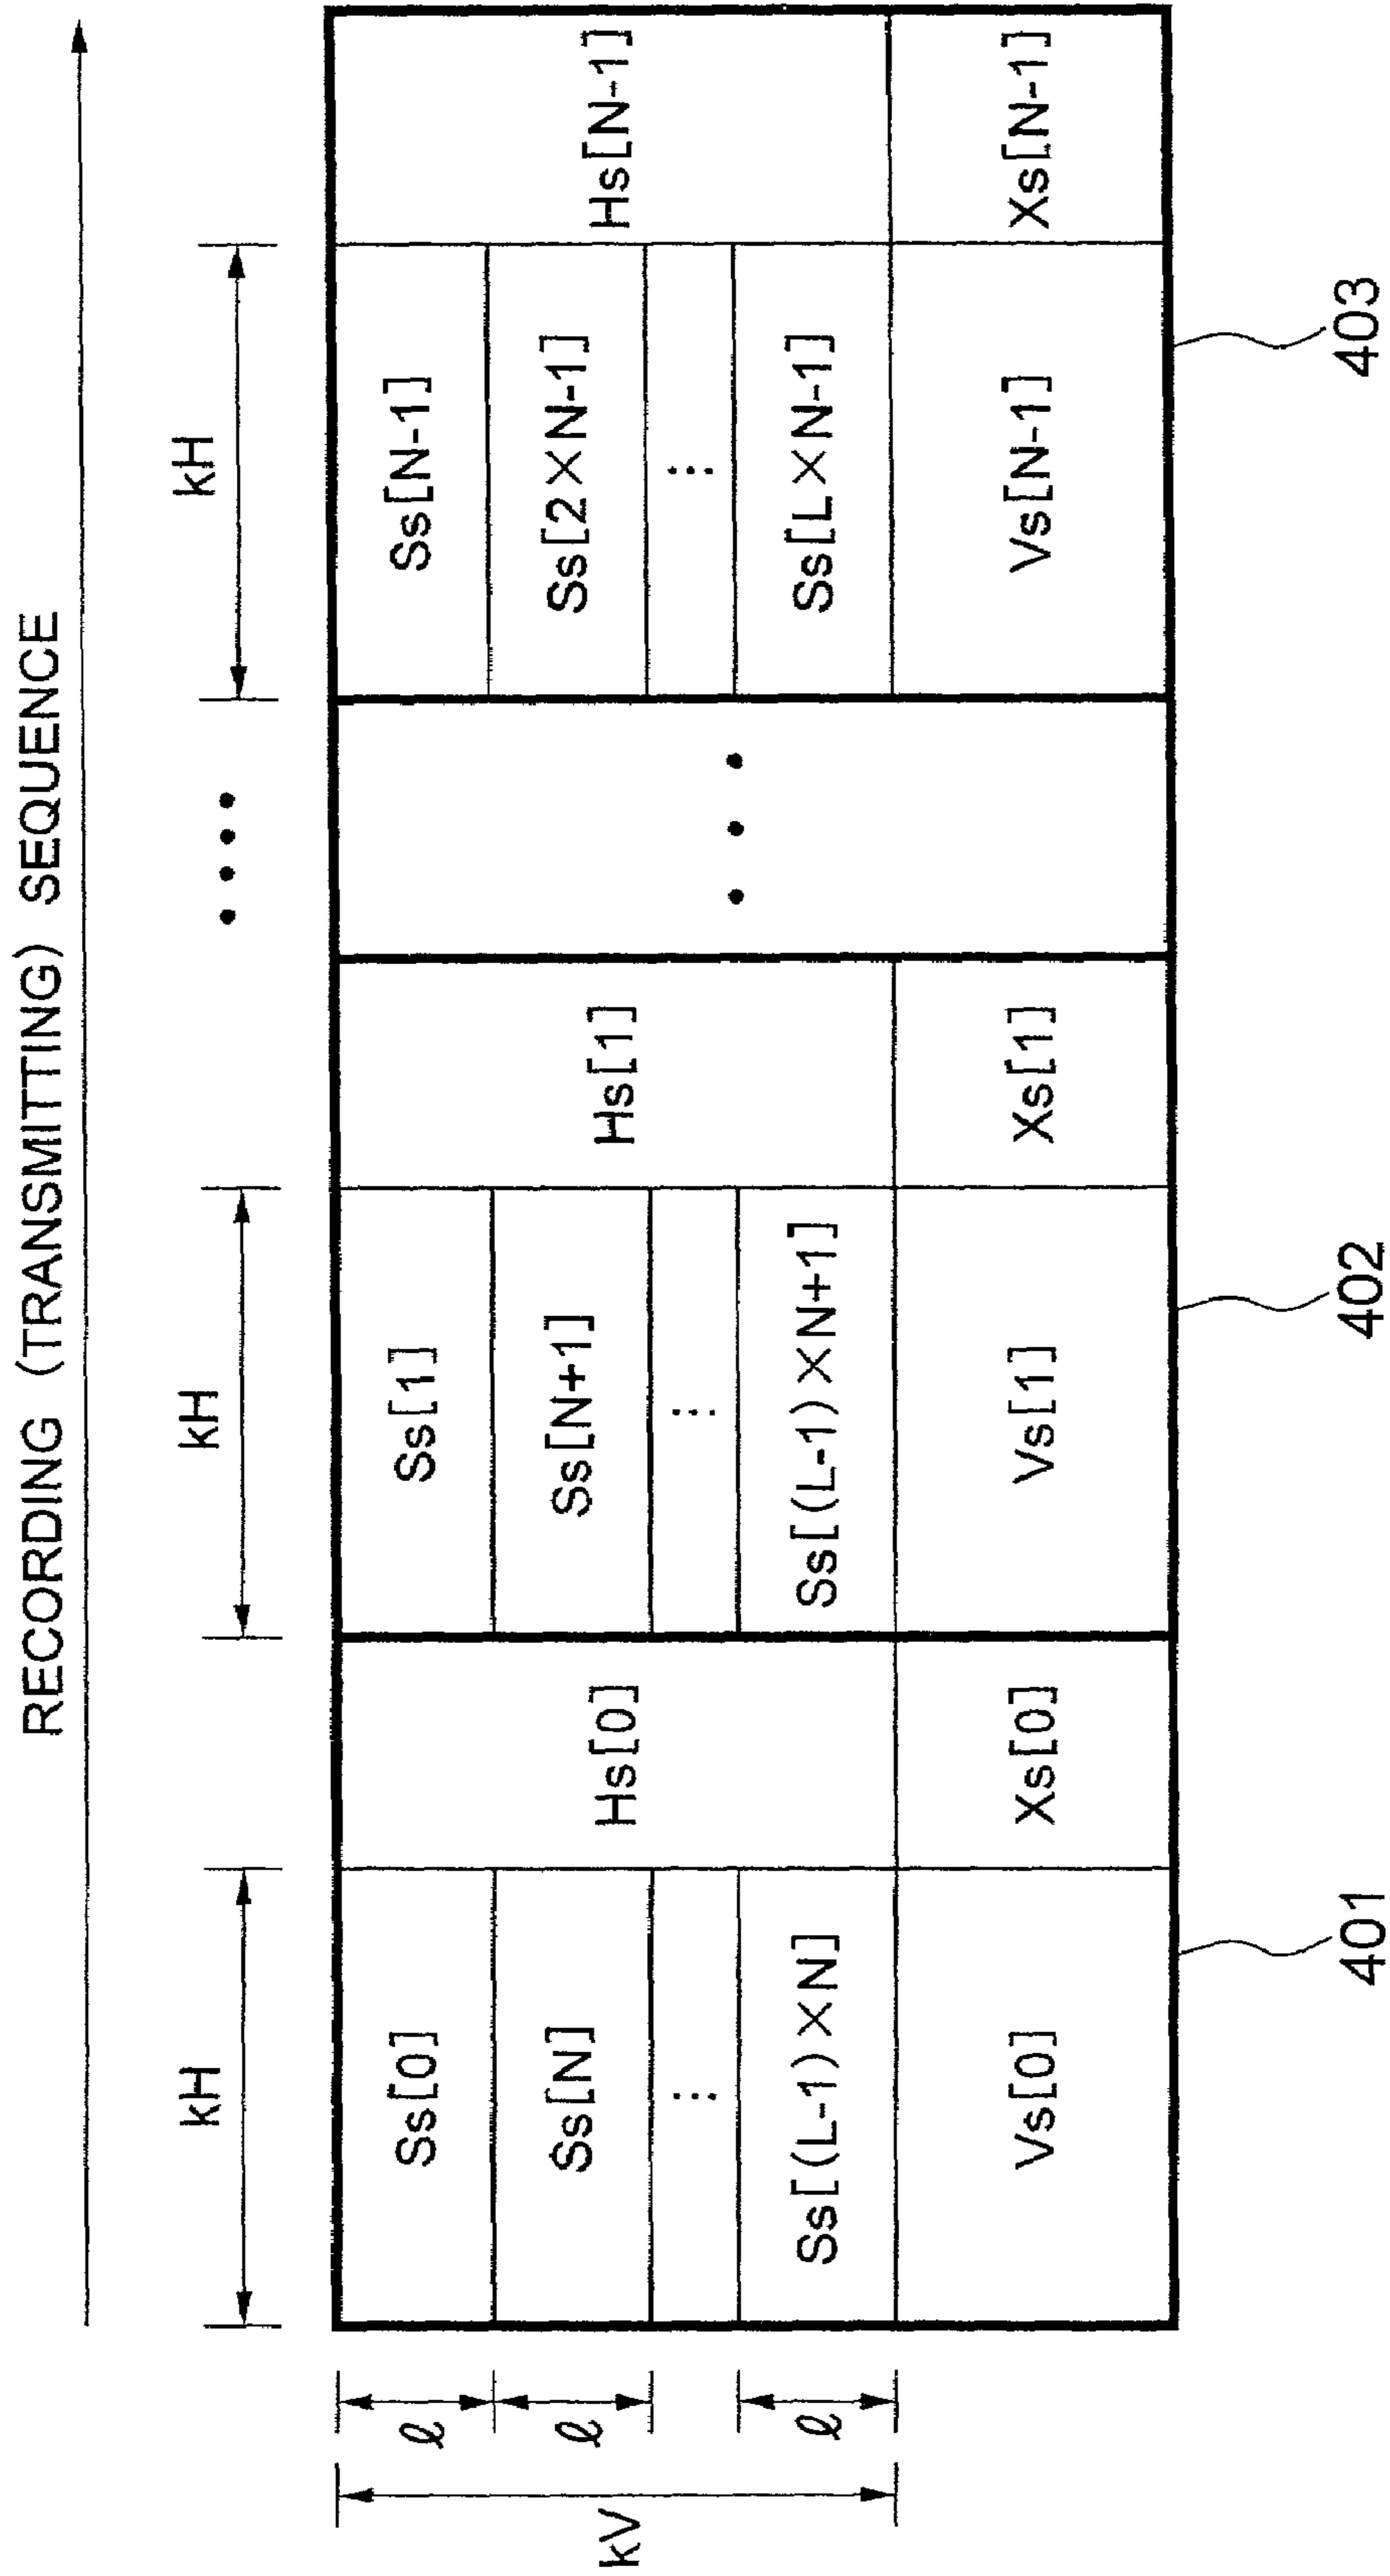 RECORDING (TRANSMITTING) SEQUENCE
kH
kH
kH
kV
ℓ
ℓ
ℓ
Ss[0]
Ss[N]
Ss[(L-1)×N]
Vs[0]
Hs[0]
Xs[0]
Ss[1]
Ss[N+1]
Ss[(L-1)×N+1]
Vs[1]
Hs[1]
Xs[1]
Ss[N-1]
Ss[2×N-1]
Ss[L×N-1]
Vs[N-1]
Hs[N-1]
Xs[N-1]
401
402
403